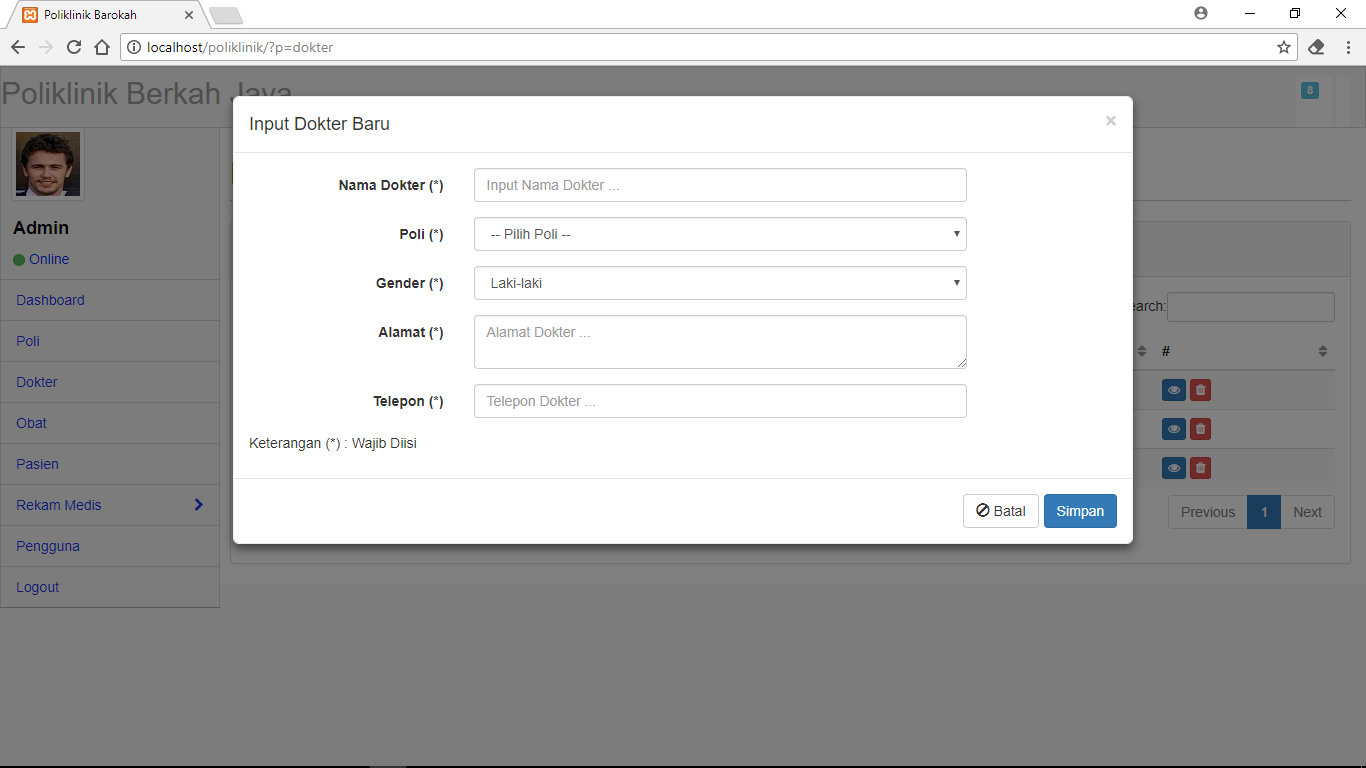 Poliklinik Barokah
localhost/poliklinik/?p=dokter
Poliklinik Berkah Jaya
8
Admin
Online
Dashboard
Poli
Dokter
Obat
Pasien
Rekam Medis
Pengguna
Logout
Input Dokter Baru
×
Nama Dokter (*)
Input Nama Dokter ...
Poli (*)
-- Pilih Poli --
Gender (*)
Laki-laki
Alamat (*)
Alamat Dokter ...
Telepon (*)
Telepon Dokter ...
Keterangan (*) : Wajib Diisi
Batal
Simpan
earch:
#
Previous
1
Next